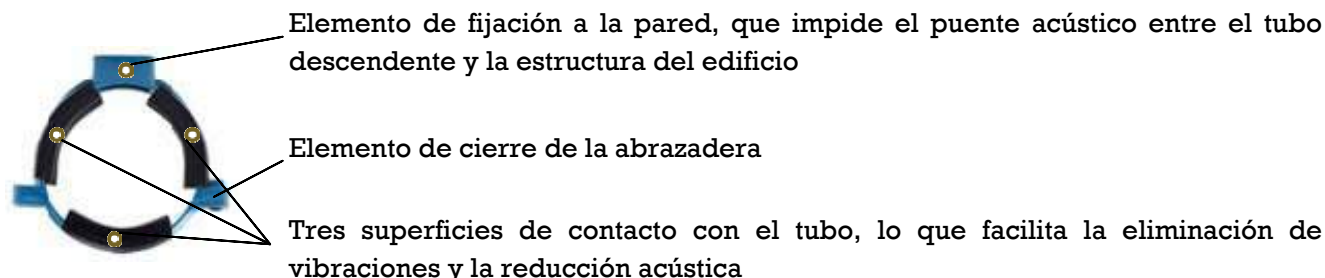 Elemento de fijación a la pared, que impide el puente acústico entre el tubo
descendente y la estructura del edificio
Elemento de cierre de la abrazadera
Tres superficies de contacto con el tubo, lo que facilita la eliminación de
vibraciones y la reducción acústica